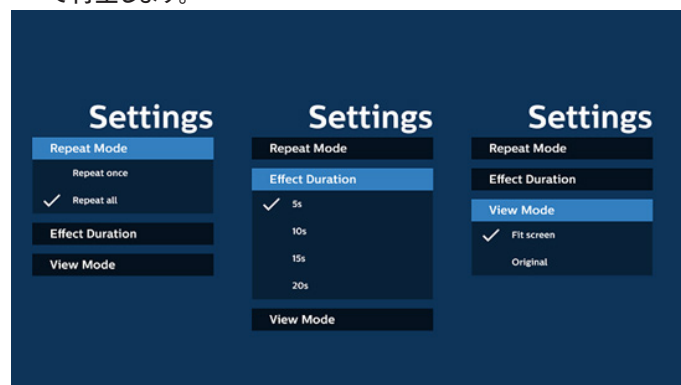 Settings
Repeat Mode
Repeat once
Repeat all
Effect Duration
View Mode
Settings
Repeat Mode
Effect Duration
5s
10s
15s
20s
View Mode
Settings
Repeat Mode
Effect Duration
View Mode
Fit screen
Original